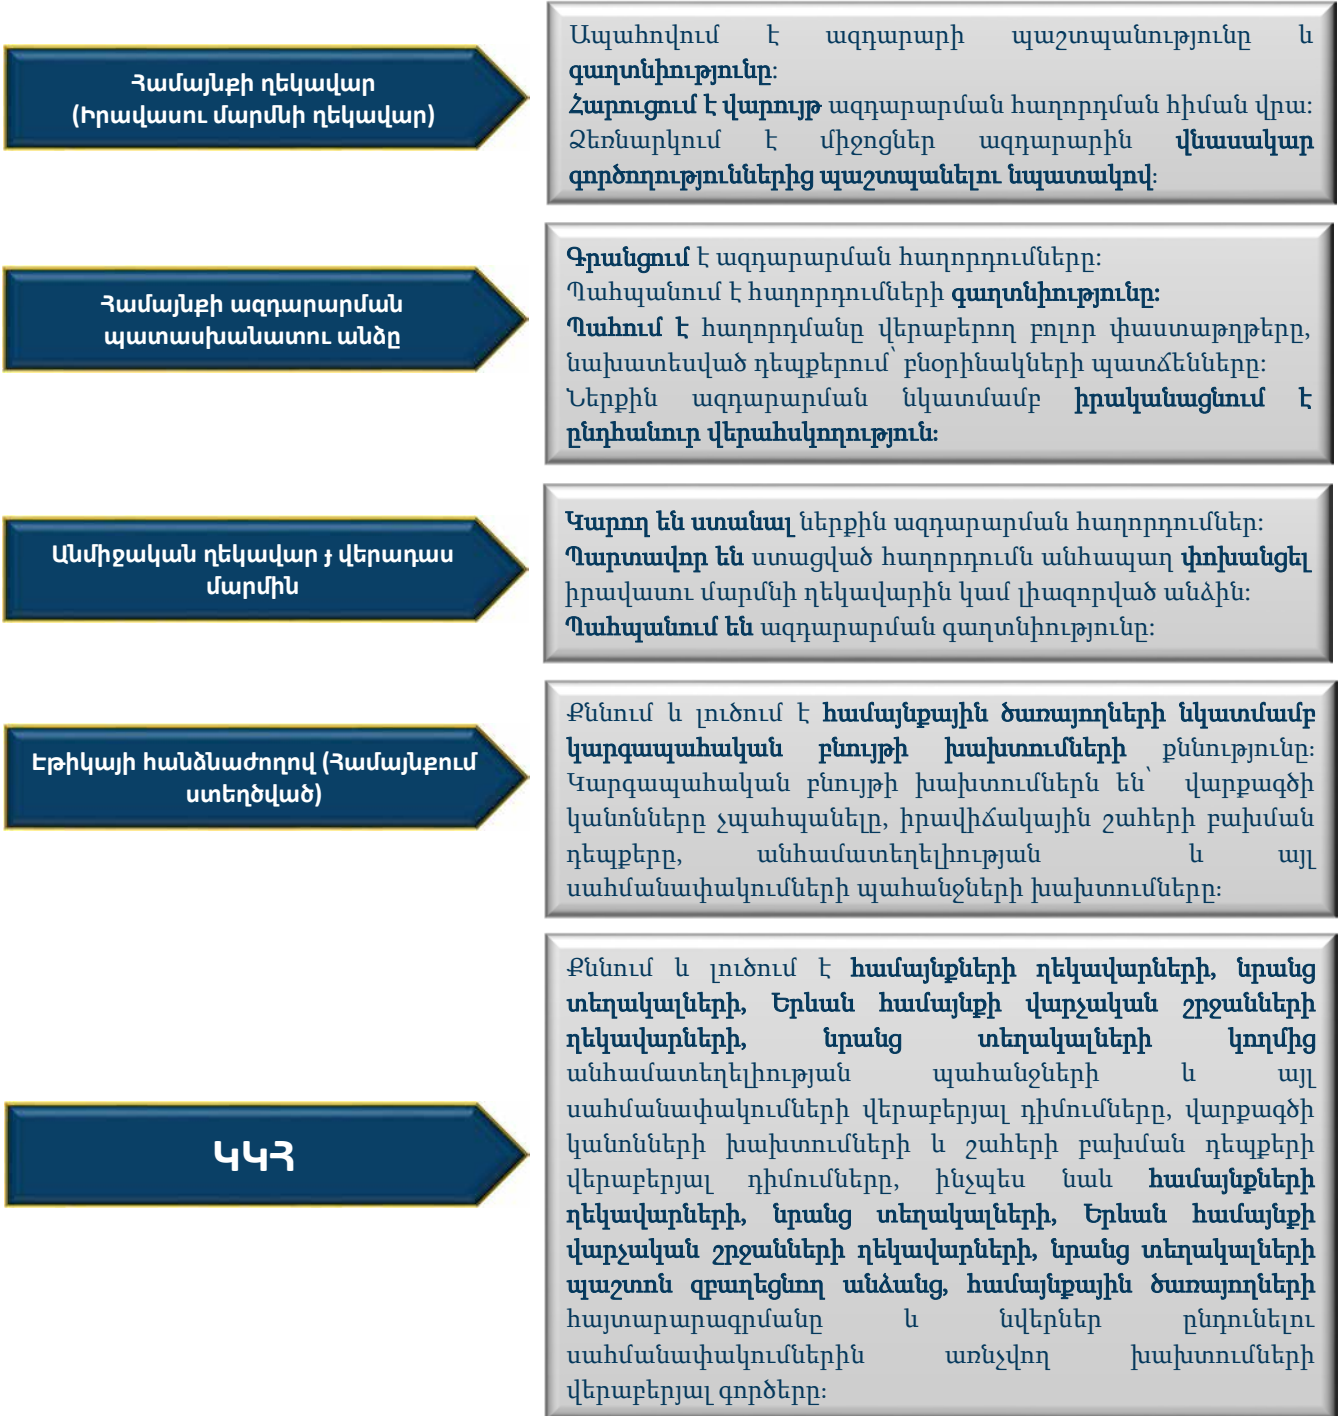 Համայնքի ղեկավար
(Իրավասու մարմնի ղեկավար)
Ապահովում է ազդարարի պաշտպանությունը և
գաղտնիությունը։
Հարուցում է վարույթ ազդարարման հաղորդման հիման վրա։
Ձեռնարկում է միջոցներ ազդարարին վնասակար
գործողություններից պաշտպանելու նպատակով։
Համայնքի ազդարարման
պատասխանատու անձը
Գրանցում է ազդարարման հաղորդումները։
Պահպանում է հաղորդումների գաղտնիությունը։
Պահում է հաղորդմանը վերաբերող բոլոր փաստաթղթերը,
նախատեսված դեպքերում՝ բնօրինակների պատճենները։
Ներքին ազդարարման նկատմամբ իրականացնում է
ընդհանուր վերահսկողություն։
Անմիջական ղեկավար յ վերադաս
մարմին
Կարող են ստանալ ներքին ազդարարման հաղորդումներ։
Պարտավոր են ստացված հաղորդումն անհապաղ փոխանցել
իրավասու մարմնի ղեկավարին կամ լիազորված անձին։
Պահպանում են ազդարարման գաղտնիությունը։
Էթիկայի հանձնաժողով (Համայնքում
ստեղծված)
Քննում և լուծում է համայնքային ծառայողների նկատմամբ
կարգապահական բնույթի խախտումների քննությունը։
Կարգապահական բնույթի խախտումներն են՝ վարքագծի
կանոնները չպահպանելը, իրավիճակային շահերի բախման
դեպքերը, անհամատեղելիության և այլ
սահմանափակումների պահանջների խախտումները։
ԿԿՀ
Քննում և լուծում է համայնքների ղեկավարների, նրանց
տեղակալների, Երևան համայնքի վարչական շրջանների
ղեկավարների, նրանց տեղակալների կողմից
անհամատեղելիության պահանջների և այլ
սահմանափակումների վերաբերյալ դիմումները, վարքագծի
կանոնների խախտումների և շահերի բախման դեպքերի
վերաբերյալ դիմումները, ինչպես նաև համայնքների
ղեկավարների, նրանց տեղակալների, Երևան համայնքի
վարչական շրջանների ղեկավարների, նրանց տեղակալների
պաշտոն զբաղեցնող անձանց, համայնքային ծառայողների
հայտարարագրմանը և նվերներ ընդունելու
սահմանափակումներին առնչվող խախտումների
վերաբերյալ գործերը։